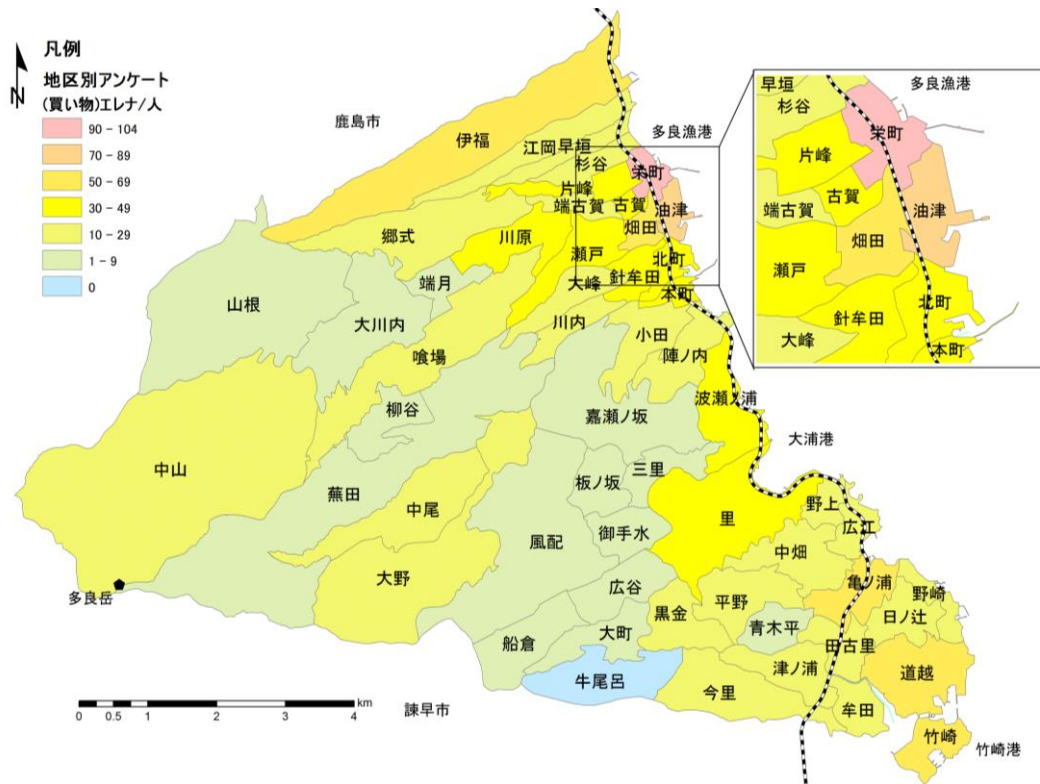 凡例
地区別アンケート
(買い物)エレナ/人
90 - 104
70 - 89
50 - 69
30 - 49
10 - 29
1 - 9
0
N
鹿島市
多良漁港
伊福
江岡
早垣
杉谷
栄町
片峰
端古賀
古賀
油津
畑田
郷式
川原
瀬戸
北町
針牟田
大峰
本町
端月
山根
大川内
川内
小田
陣ノ内
喰場
波瀬ノ浦
柳谷
嘉瀬ノ坂
大浦港
中山
三里
板ノ坂
蕪田
中尾
里
野上
広江
御手水
風配
中畑
大野
亀ノ浦
野崎
多良岳
広谷
平野
日ノ辻
黒金
青木平
大町
田古里
船倉
津ノ浦
道越
牛尾呂
今里
牟田
竹崎
竹崎港
諫早市
0 0.5 1 2 3 4
km
早垣
杉谷
多良漁港
栄町
片峰
端古賀
古賀
油津
畑田
瀬戸
北町
針牟田
大峰
本町